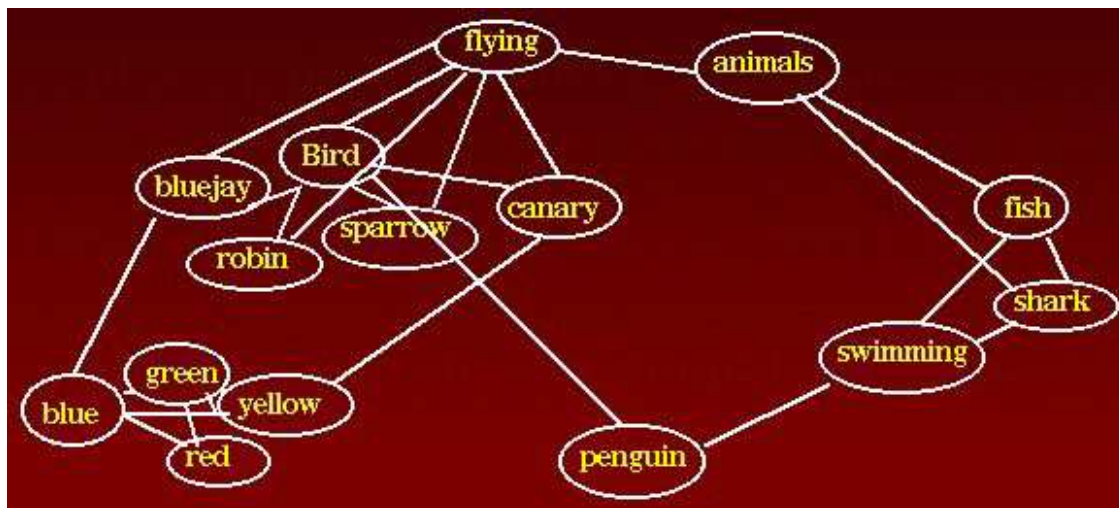 flying
animals
Bird
bluejay
canary
fish
sparrow
robin
shark
swimming
green
yellow
blue
red
penguin